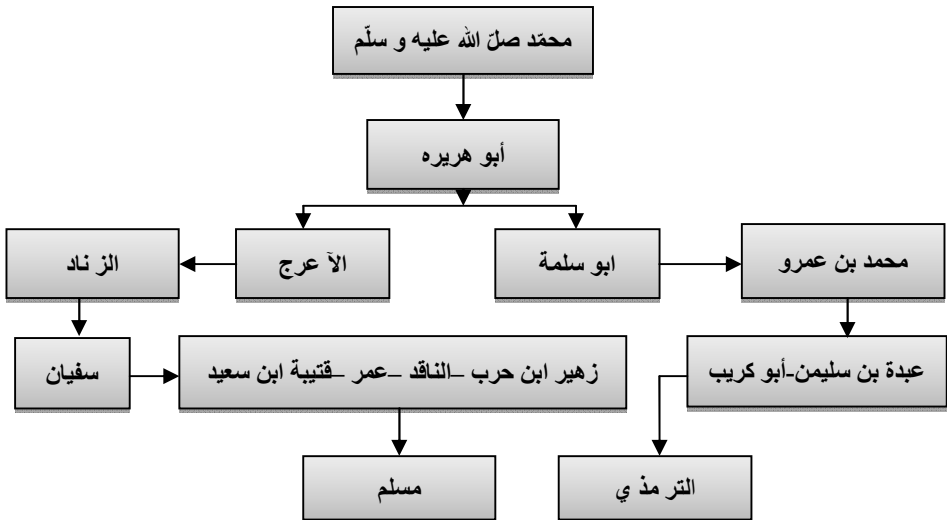 محمّد صلّ الله عليه و سلّم
أبو هريره
محمد بن عمرو
ابو سلمة
الآ عرج
الز ناد
عبدة بن سليمن-أبو كريب
زهير ابن حرب –الناقد –عمر –قتيبة ابن سعيد
سفيان
التر مذ ي
مسلم